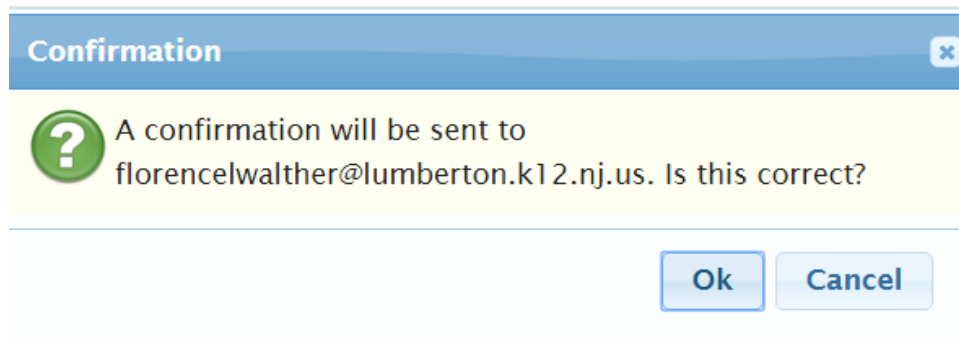 Confirmation
A confirmation will be sent to
florencelwalther@lumberton.k12.nj.us. Is this correct?
Ok
Cancel